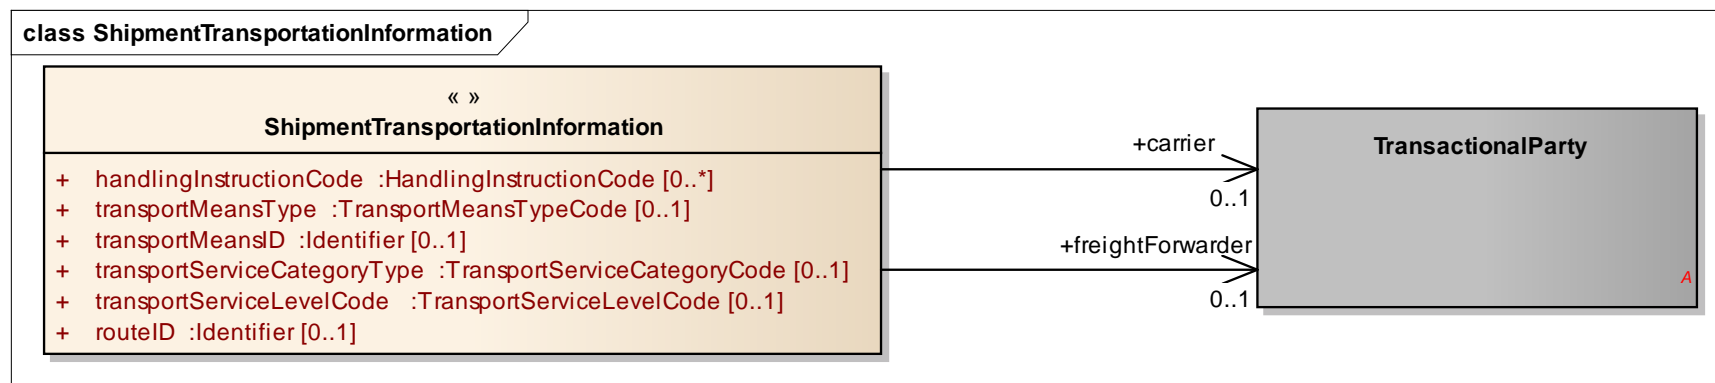 class ShipmentTransportationInformation
« »
ShipmentTransportationInformation
+ handlingInstructionCode :HandlingInstructionCode [0..*]
+ transportMeansType :TransportMeansTypeCode [0..1]
+ transportMeansID :Identifier [0..1]
+ transportServiceCategoryType :TransportServiceCategoryCode [0..1]
+ transportServiceLevelCode :TransportServiceLevelCode [0..1]
+ routeID :Identifier [0..1]
+carrier
0..1
+freightForwarder
0..1
TransactionalParty
A